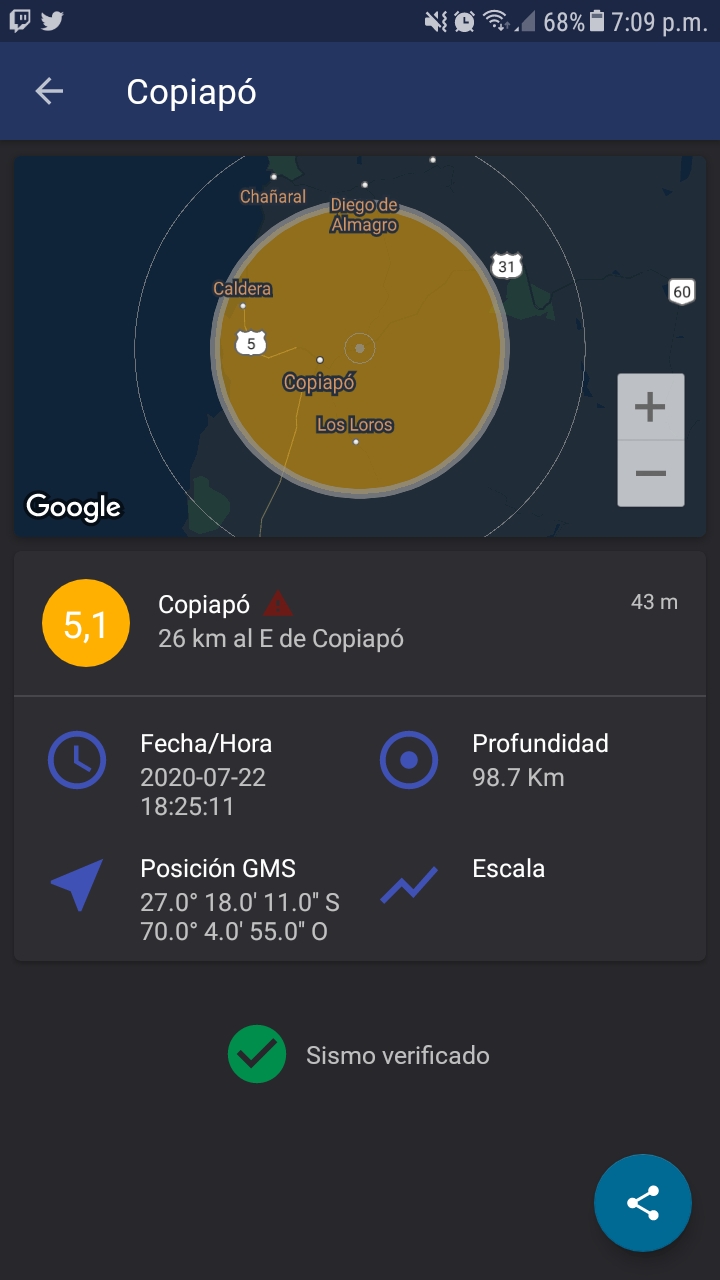 68% 7:09 p.m.
Copiapó
Chañaral
Diego de
Almagro
31
Caldera
60
5
Copiapó
Los Loros
+
−
Google
5,1
Copiapó
43 m
26 km al E de Copiapó
Fecha/Hora
2020-07-22
18:25:11
Profundidad
98.7 Km
Posición GMS
27.0° 18.0' 11.0" S
70.0° 4.0' 55.0" O
Escala
Sismo verificado